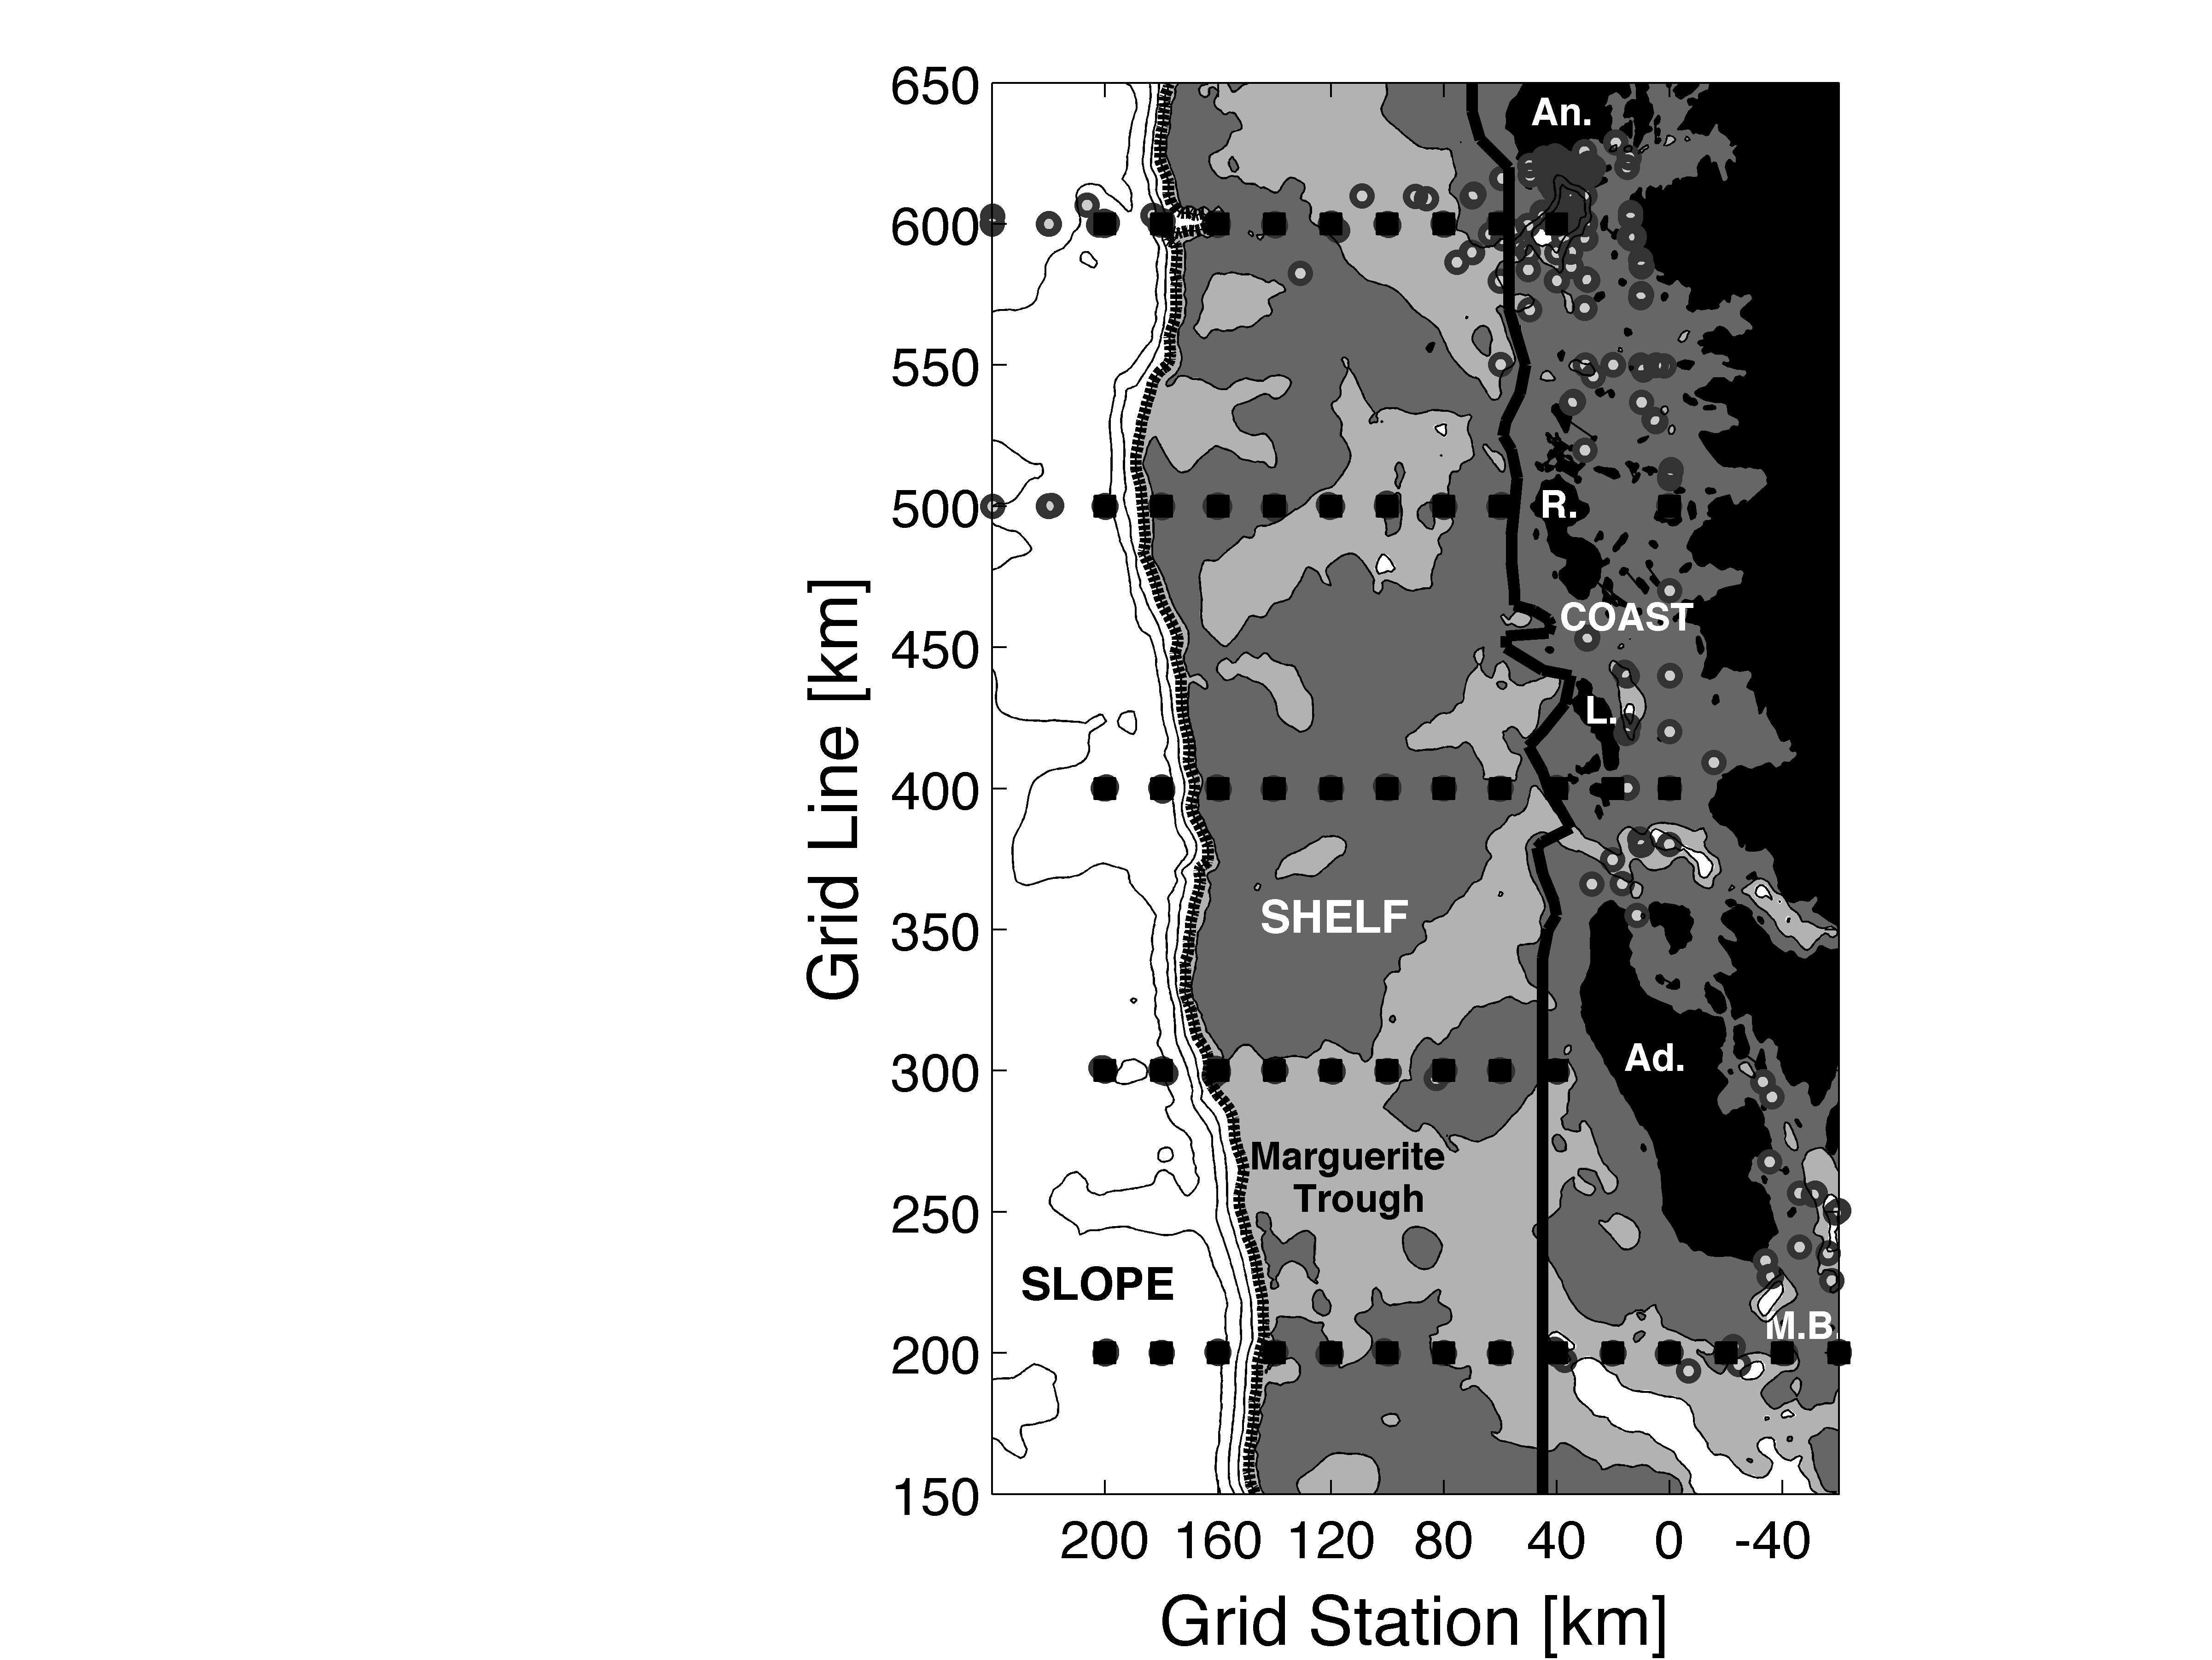 650
An.
600
550
500
R.
COAST
450
L.
400
SHELF
350
Ad.
300
Marguerite
Trough
250
SLOPE
M.B.
200
150
200 160 120 80 40 0 -40
Grid Station [km]
Grid Line [km]